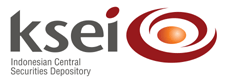 ksei
Indonesian Central
Securities Depository